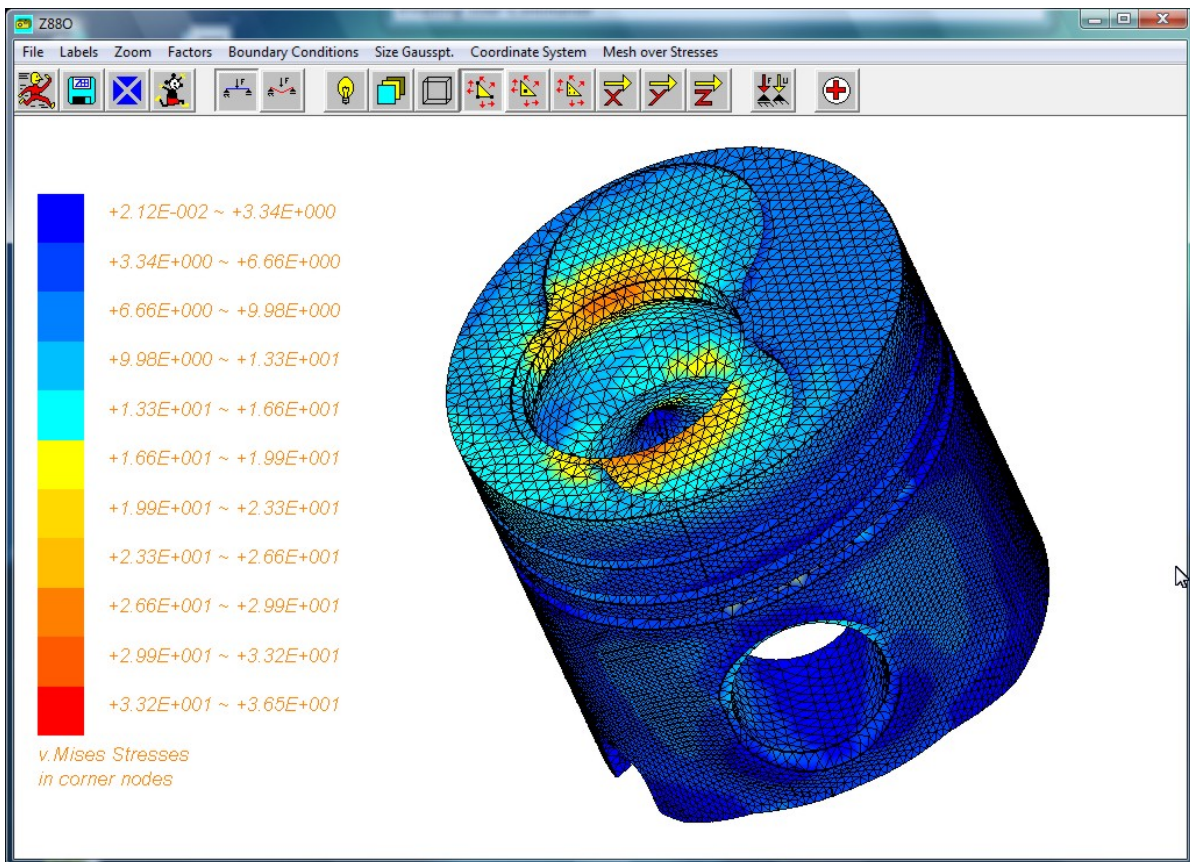 Z88O
File Labels Zoom Factors Boundary Conditions Size Gausspt. Coordinate System Mesh over Stresses
+2.12E-002 ~ +3.34E+000
+3.34E+000 ~ +6.66E+000
+6.66E+000 ~ +9.98E+000
+9.98E+000 ~ +1.33E+001
+1.33E+001 ~ +1.66E+001
+1.66E+001 ~ +1.99E+001
+1.99E+001 ~ +2.33E+001
+2.33E+001 ~ +2.66E+001
+2.66E+001 ~ +2.99E+001
+2.99E+001 ~ +3.32E+001
+3.32E+001 ~ +3.65E+001
v.Mises Stresses
in corner nodes